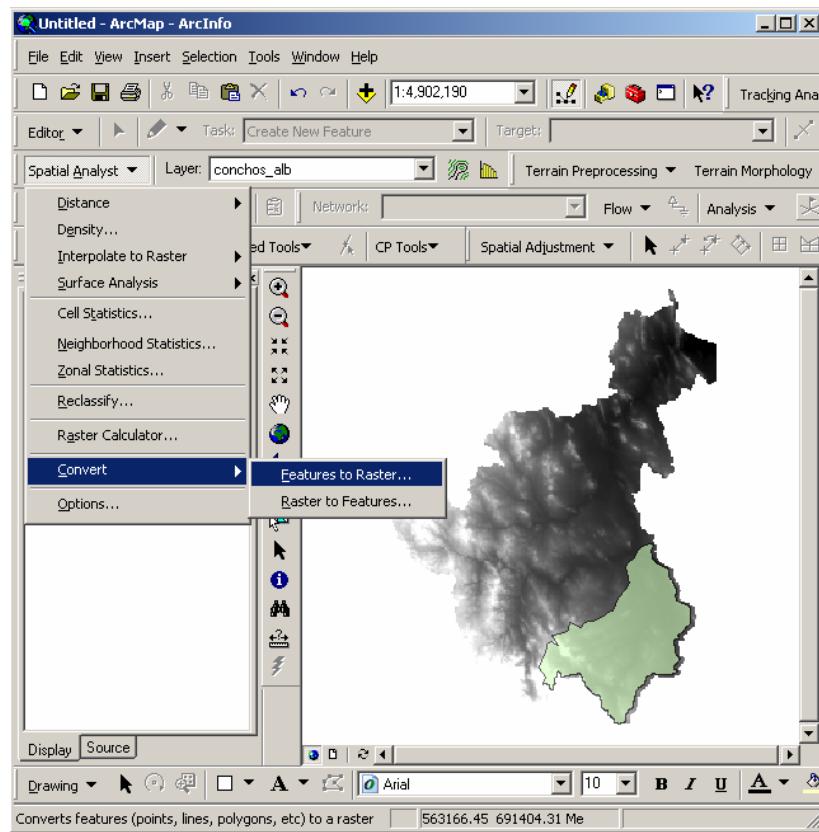 Untitled - ArcMap - ArcInfo
File Edit View Insert Selection Tools Window Help
1:4,902,190 Tracking Ana
Editor Task: Create New Feature Target:
Spatial Analyst Layer: conchos_alb Terrain Preprocessing Terrain Morphology
Distance
Network: Flow Analysis
Density...
ed Tools CP Tools Spatial Adjustment
Interpolate to Raster
Surface Analysis
Cell Statistics...
Neighborhood Statistics...
Zonal Statistics...
Reclassify...
Raster Calculator...
Convert
Features to Raster...
Raster to Features...
Options...
Display Source
Drawing A Arial 10 B I U A
Converts features (points, lines, polygons, etc) to a raster 563166.45 691404.31 Me